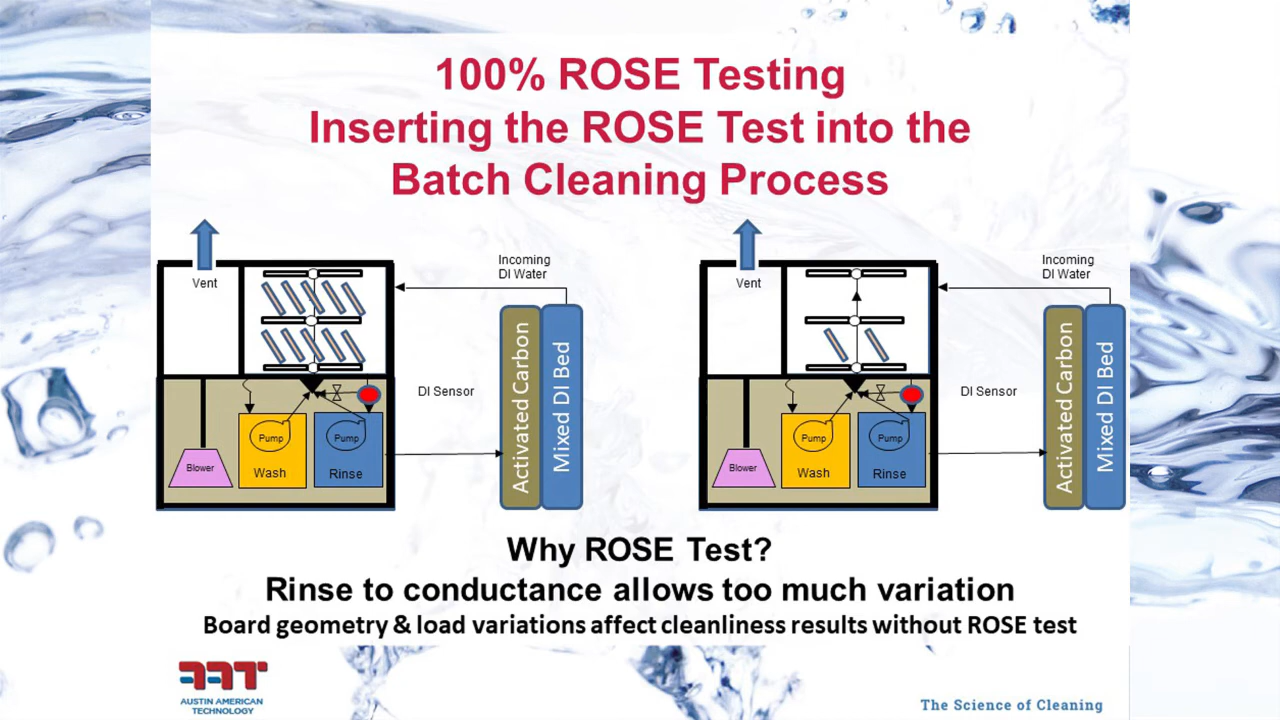 100% ROSE Testing
Inserting the ROSE Test into the
Batch Cleaning Process
Vent
Incoming
DI Water
DI Sensor
Activated Carbon
Mixed DI Bed
Blower
Pump
Wash
Pump
Rinse
Vent
Incoming
DI Water
DI Sensor
Activated Carbon
Mixed DI Bed
Blower
Pump
Wash
Pump
Rinse
Why ROSE Test?
Rinse to conductance allows too much variation
Board geometry & load variations affect cleanliness results without ROSE test
AAT
AUSTIN AMERICAN
TECHNOLOGY
The Science of Cleaning